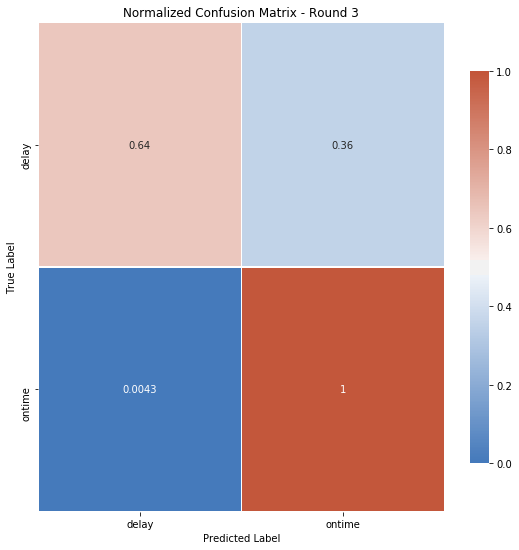 Normalized Confusion Matrix - Round 3
True Label
delay
ontime
0.64
0.36
0.0043
1
delay
ontime
Predicted Label
1.0
0.8
0.6
0.4
0.2
0.0